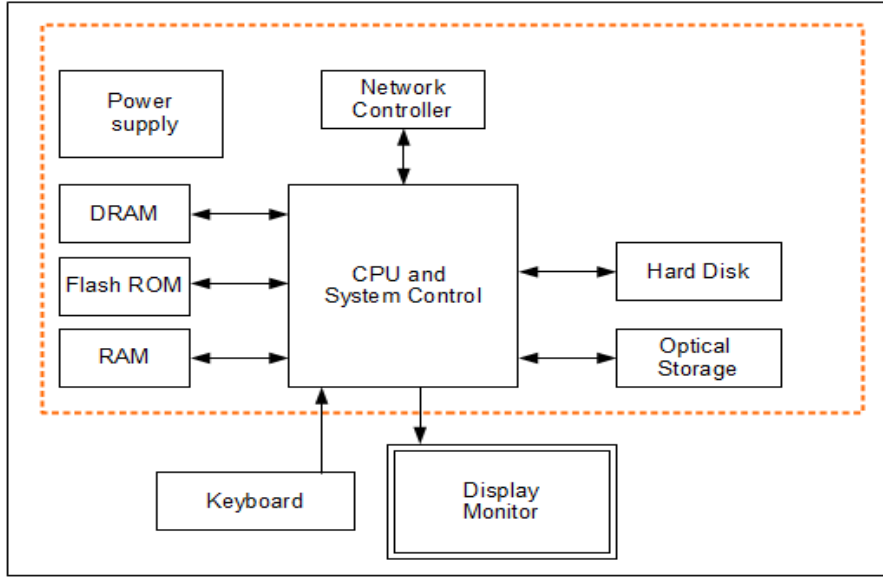 Power
supply
Network
Controller
DRAM
Flash ROM
RAM
CPU and
System Control
Hard Disk
Optical
Storage
Keyboard
Display
Monitor